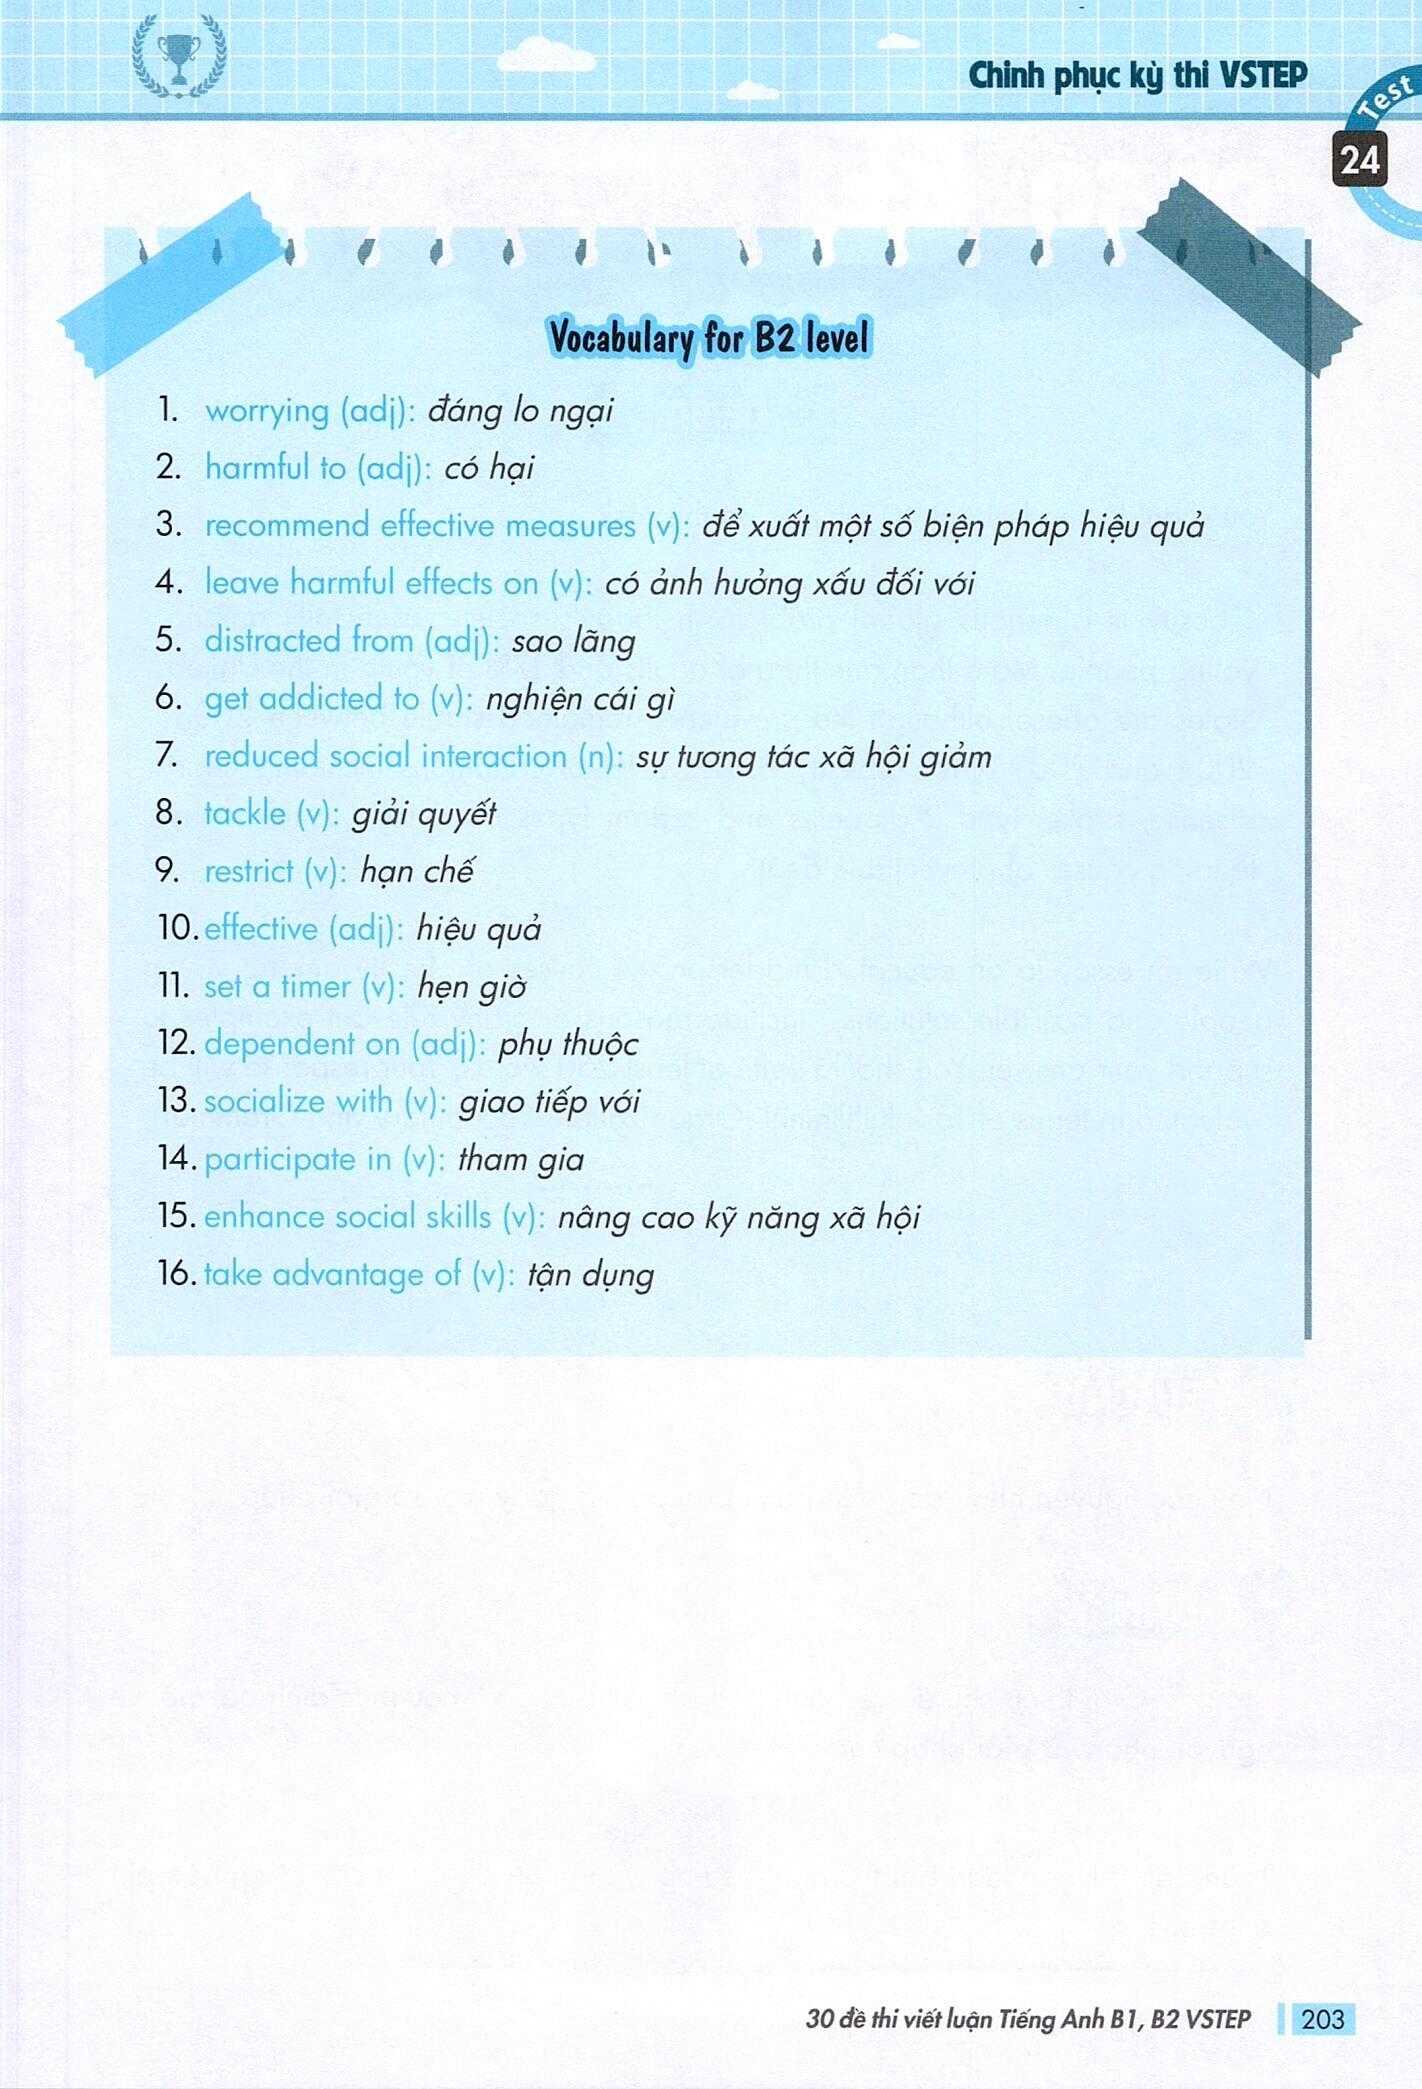 Chinh phục kỳ thi VSTEP
Test
24
Vocabulary for B2 level
1. worrying (adj): đáng lo ngại
2. harmful to (adj): có hại
3. recommend effective measures (v): để xuất một số biện pháp hiệu quả
4. leave harmful effects on (v): có ảnh hưởng xấu đối với
5. distracted from (adj): sao lãng
6. get addicted to (v): nghiện cái gì
7. reduced social interaction (n): sự tương tác xã hội giảm
8. tackle (v): giải quyết
9. restrict (v): hạn chế
10. effective (adj): hiệu quả
11. set a timer (v): hẹn giờ
12. dependent on (adj): phụ thuộc
13. socialize with (v): giao tiếp với
14. participate in (v): tham gia
15. enhance social skills (v): nâng cao kỹ năng xã hội
16. take advantage of (v): tận dụng
30 đề thi viết luận Tiếng Anh B1, B2 VSTEP 203